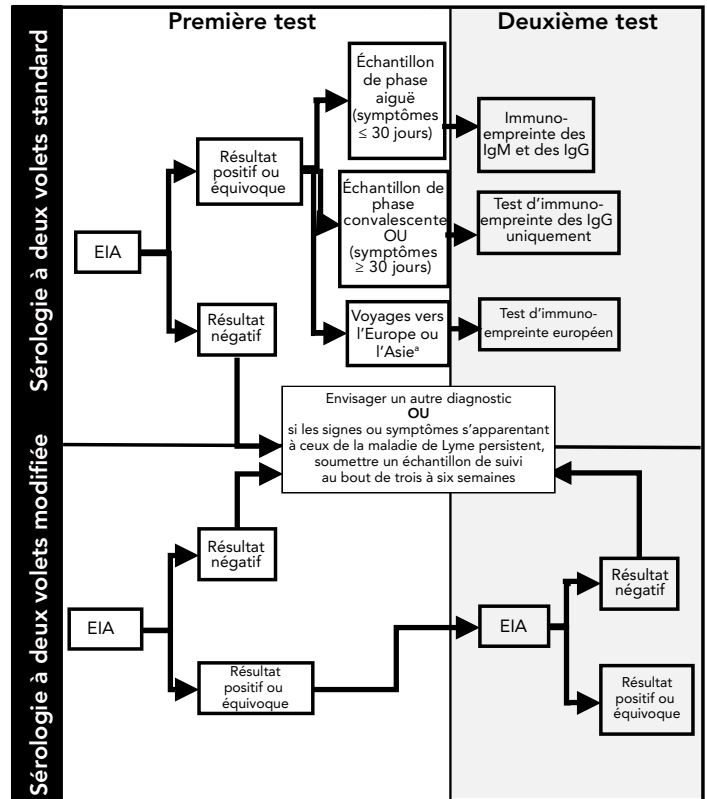 Première test
Deuxième test
Sérologie à deux volets standard
EIA
Résultat
positif ou
équivoque
Résultat
négatif
Échantillon
de phase
aiguë
(symptômes
≤ 30 jours)
Échantillon de
phase
convalescente
OU
(symptômes
≥ 30 jours)
Voyages vers
l'Europe ou
l'Asieᵃ
Immuno-
empreinte des
IgM et des IgG
Test d'immuno-
empreinte des IgG
uniquement
Test d'immuno-
empreinte européen
Envisager un autre diagnostic
OU
si les signes ou symptômes s'apparentant
à ceux de la maladie de Lyme persistent,
soumettre un échantillon de suivi
au bout de trois à six semaines
Sérologie à deux volets modifiée
EIA
Résultat
négatif
Résultat
positif ou
équivoque
EIA
Résultat
négatif
Résultat
positif ou
équivoque